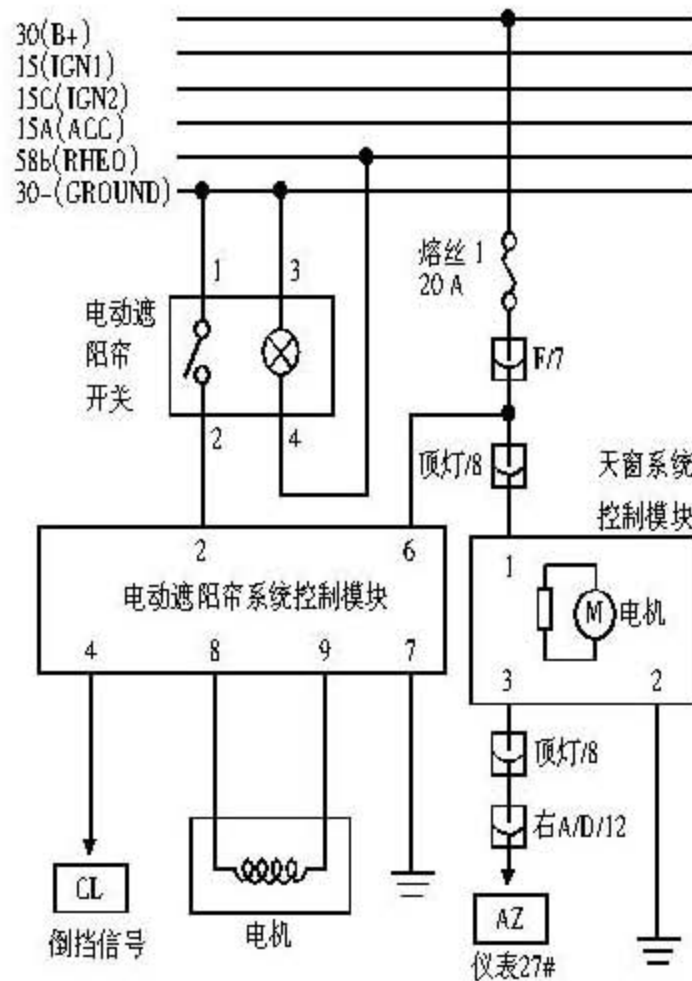 30(B+)
15(IGN1)
15C(IGN2)
15A(ACC)
58b(RHEO)
30-(GROUND)
熔丝 1
20 A
1
3
电动遮
阳帘
开关
F/7
2
4
顶灯/8
天窗系统
控制模块
2
6
电动遮阳帘系统控制模块
4
8
9
7
1
M
电机
3
2
顶灯/8
右A/D/12
CL
倒挡信号
电机
AZ
仪表27#